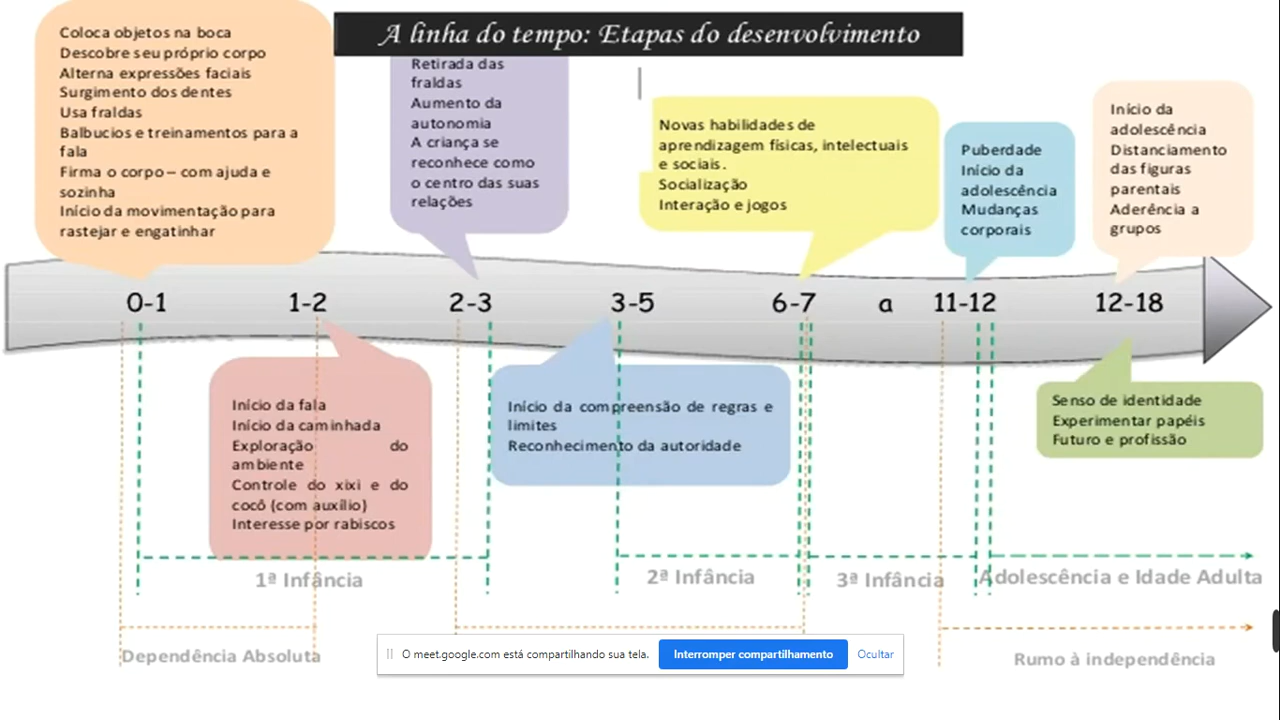 A linha do tempo: Etapas do desenvolvimento
Coloca objetos na boca
Descobre seu próprio corpo
Alterna expressões faciais
Surgimento dos dentes
Usa fraldas
Balbucios e treinamentos para a
fala
Firma o corpo – com ajuda e
sozinha
Início da movimentação para
rastejar e engatinhar
Retirada das
fraldas
Aumento da
autonomia
A criança se
reconhece como
o centro das suas
relações
Novas habilidades de
aprendizagem físicas, intelectuais
e sociais.
Socialização
Interação e jogos
Puberdade
Início da
adolescência
Mudanças
corporais
Início da
adolescência
Distanciamento
das figuras
parentais
Aderência a
grupos
0-1 1-2 2-3 3-5 6-7 a 11-12 12-18
Início da fala
Início da caminhada
Exploração do
ambiente
Controle do xixi e do
cocô (com auxílio)
Interesse por rabiscos
Início da compreensão de regras e
limites
Reconhecimento da autoridade
Senso de identidade
Experimentar papéis
Futuro e profissão
1ª Infância
2ª Infância
3ª Infância
Adolescência e Idade Adulta
Dependência Absoluta
Rumo à independência
O meet.google.com está compartilhando sua tela.
Interromper compartilhamento
Ocultar